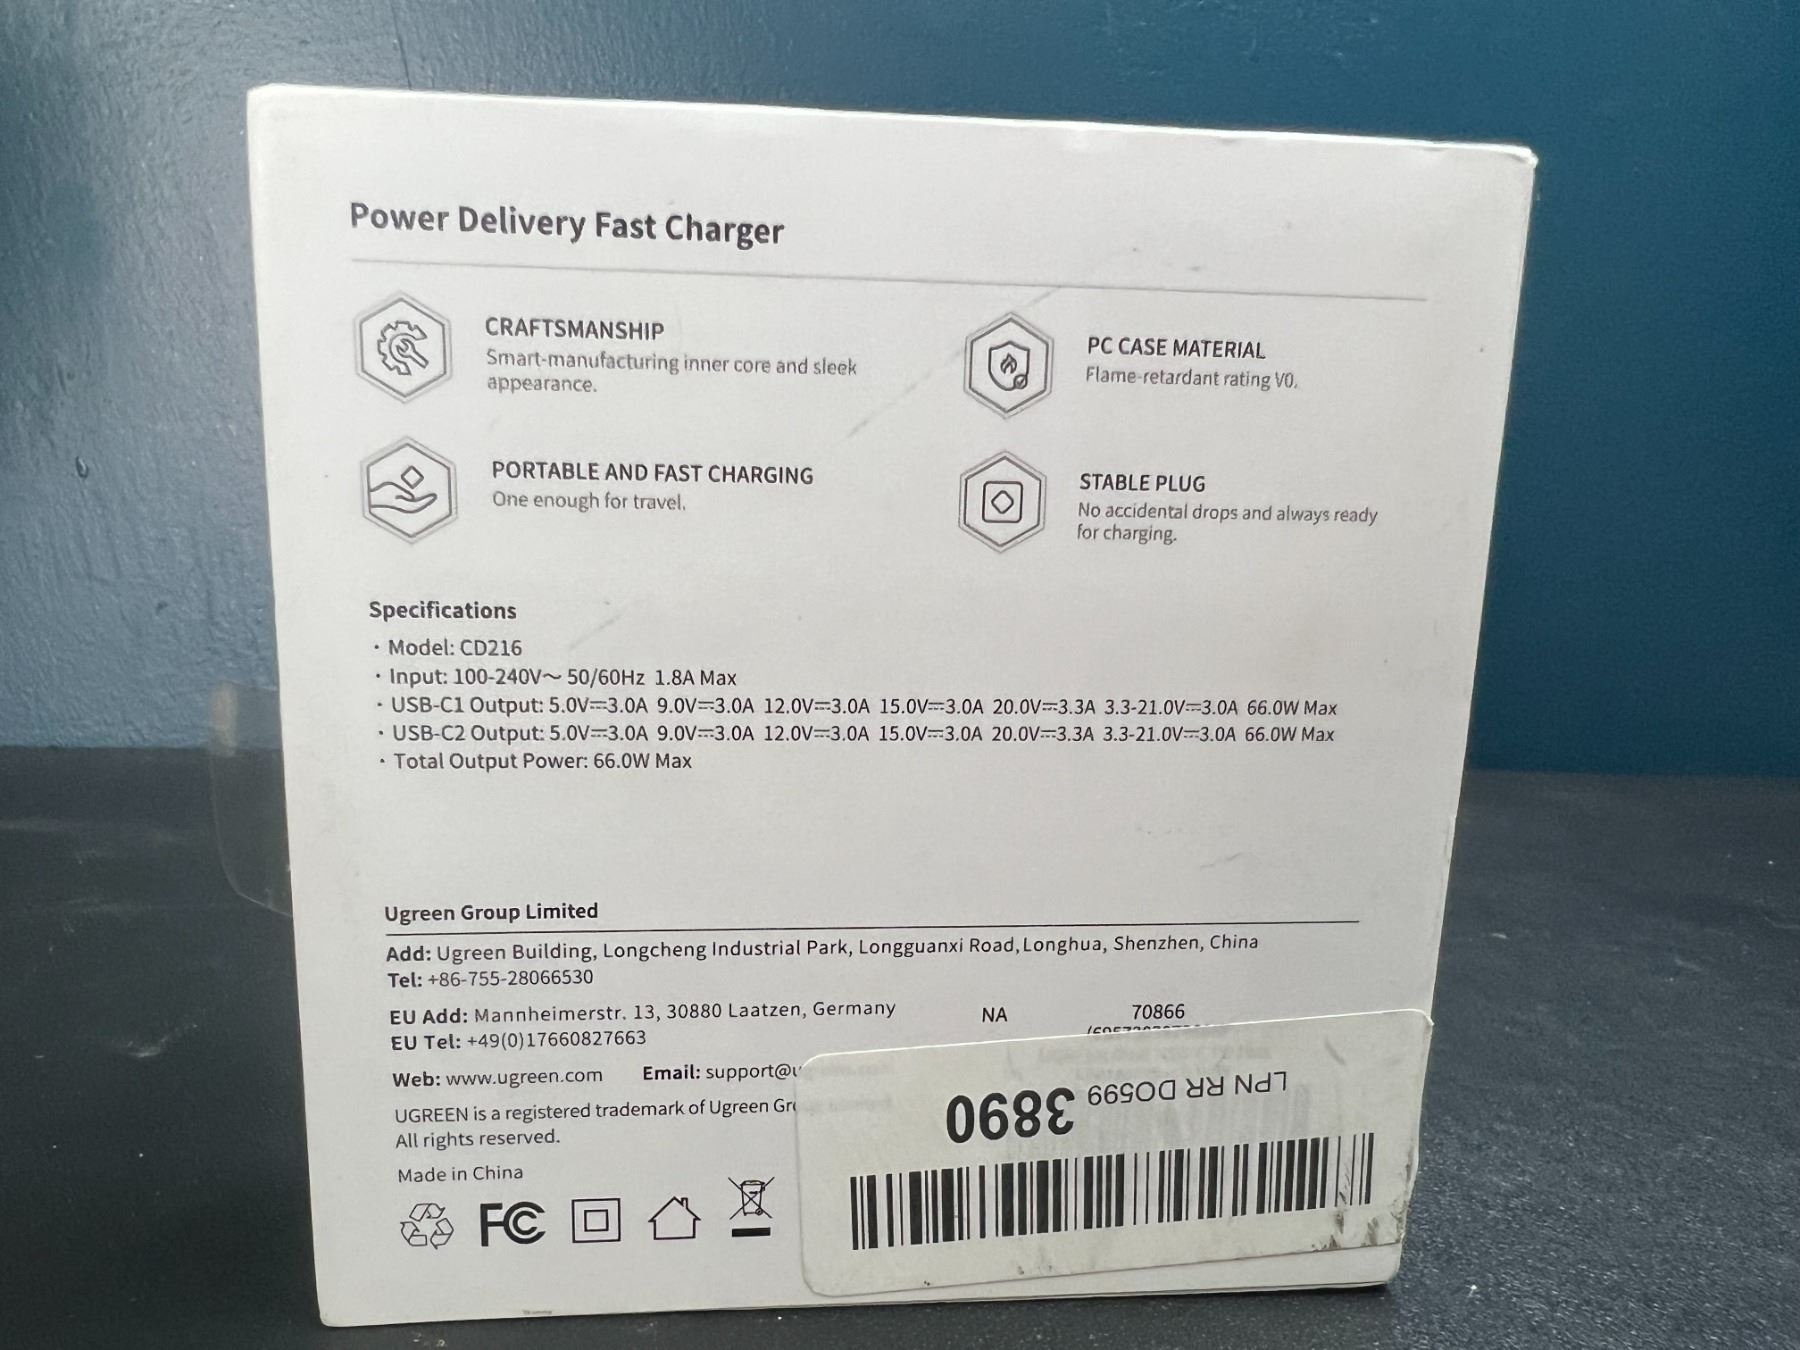 Power Delivery Fast Charger
CRAFTSMANSHIP
Smart-manufacturing inner core and sleek
appearance.
PC CASE MATERIAL
Flame-retardant rating V0.
PORTABLE AND FAST CHARGING
One enough for travel.
STABLE PLUG
No accidental drops and always ready
for charging.
Specifications
· Model: CD216
· Input: 100-240V～ 50/60Hz 1.8A Max
· USB-C1 Output: 5.0V⎓3.0A 9.0V⎓3.0A 12.0V⎓3.0A 15.0V⎓3.0A 20.0V⎓3.3A 3.3-21.0V⎓3.0A 66.0W Max
· USB-C2 Output: 5.0V⎓3.0A 9.0V⎓3.0A 12.0V⎓3.0A 15.0V⎓3.0A 20.0V⎓3.3A 3.3-21.0V⎓3.0A 66.0W Max
· Total Output Power: 66.0W Max
Ugreen Group Limited
Add: Ugreen Building, Longcheng Industrial Park, Longguanxi Road, Longhua, Shenzhen, China
Tel: +86-755-28066530
EU Add: Mannheimerstr. 13, 30880 Laatzen, Germany
EU Tel: +49(0)17660827663
NA 70866
Web: www.ugreen.com Email: support@
UGREEN is a registered trademark of Ugreen
All rights reserved.
Made in China
FC
LPN RR DO599
3890